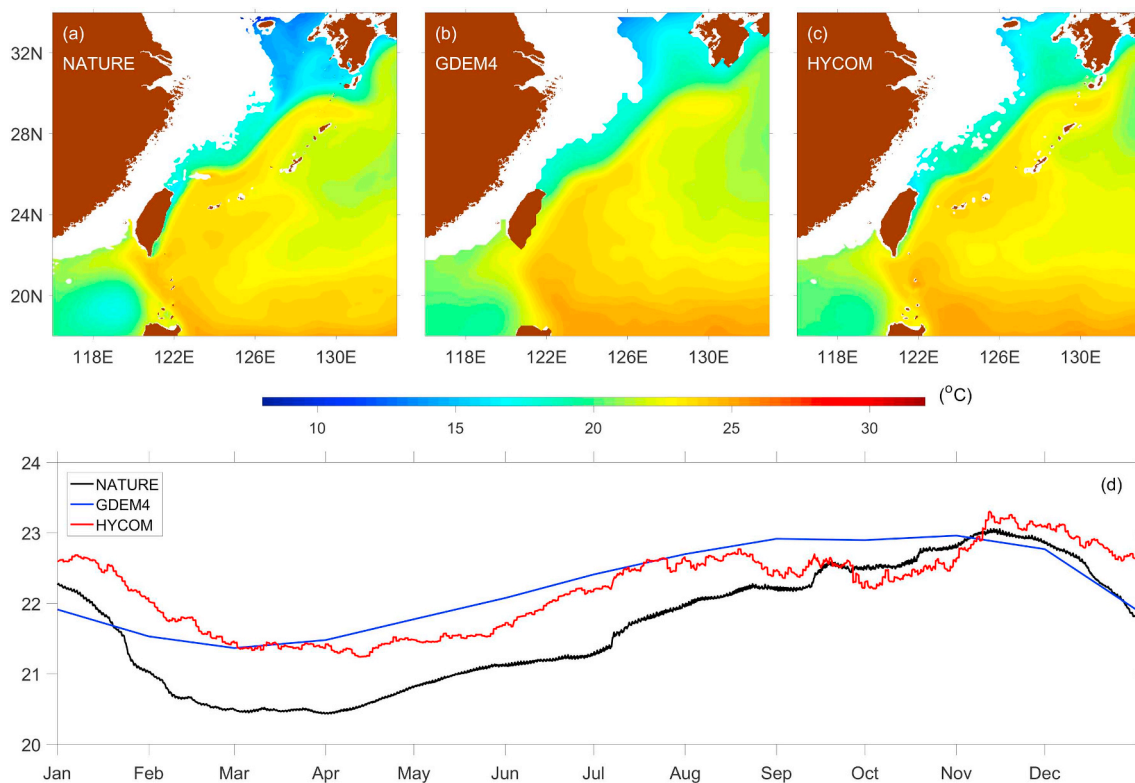 (a)
NATURE
(b)
GDEM4
(c)
HYCOM
32N
28N
24N
20N
118E 122E 126E 130E
118E 122E 126E 130E
118E 122E 126E 130E
(°C)
10 15 20 25 30
24
23
22
21
20
NATURE
GDEM4
HYCOM
(d)
Jan Feb Mar Apr May Jun Jul Aug Sep Oct Nov Dec